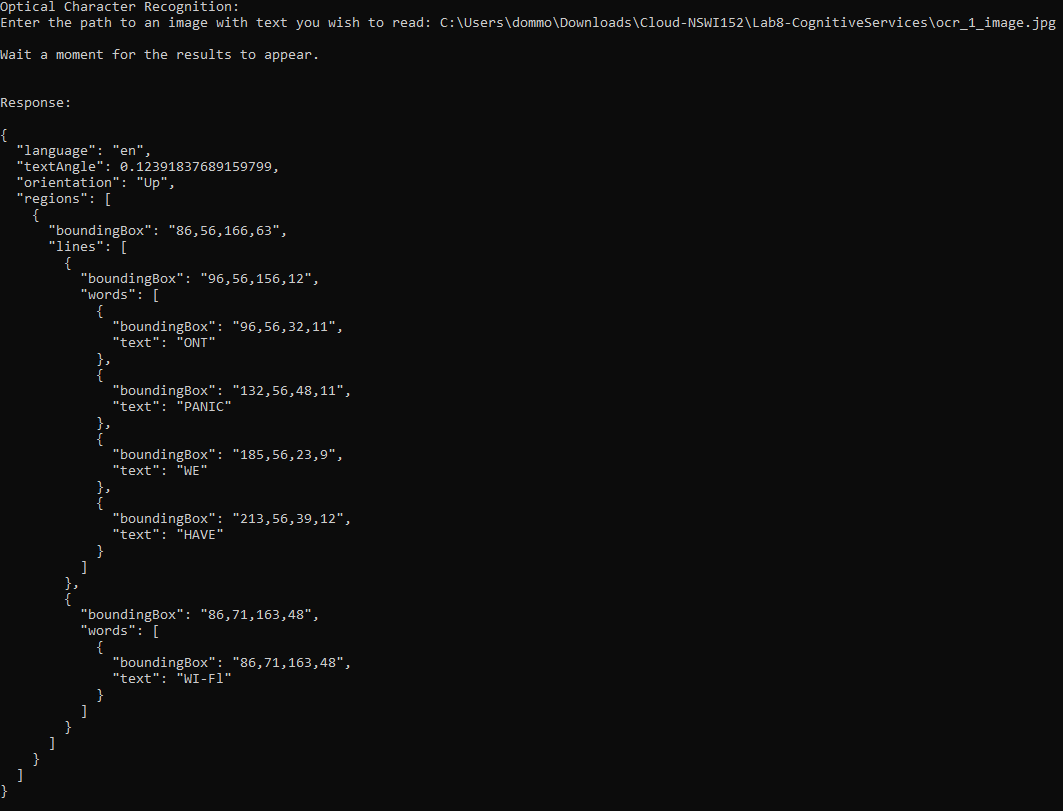 Optical Character Recognition:
Enter the path to an image with text you wish to read: C:\Users\dommo\Downloads\Cloud-NSWI152\Lab8-CognitiveServices\ocr_1_image.jpg
Wait a moment for the results to appear.
Response:
{
  "language": "en",
  "textAngle": 0.12391837689159799,
  "orientation": "Up",
  "regions": [
    {
      "boundingBox": "86,56,166,63",
      "lines": [
        {
          "boundingBox": "96,56,156,12",
          "words": [
            {
              "boundingBox": "96,56,32,11",
              "text": "ONT"
            },
            {
              "boundingBox": "132,56,48,11",
              "text": "PANIC"
            },
            {
              "boundingBox": "185,56,23,9",
              "text": "WE"
            },
            {
              "boundingBox": "213,56,39,12",
              "text": "HAVE"
            }
          ]
        },
        {
          "boundingBox": "86,71,163,48",
          "words": [
            {
              "boundingBox": "86,71,163,48",
              "text": "WI-Fl"
            }
          ]
        }
      ]
    }
  ]
}